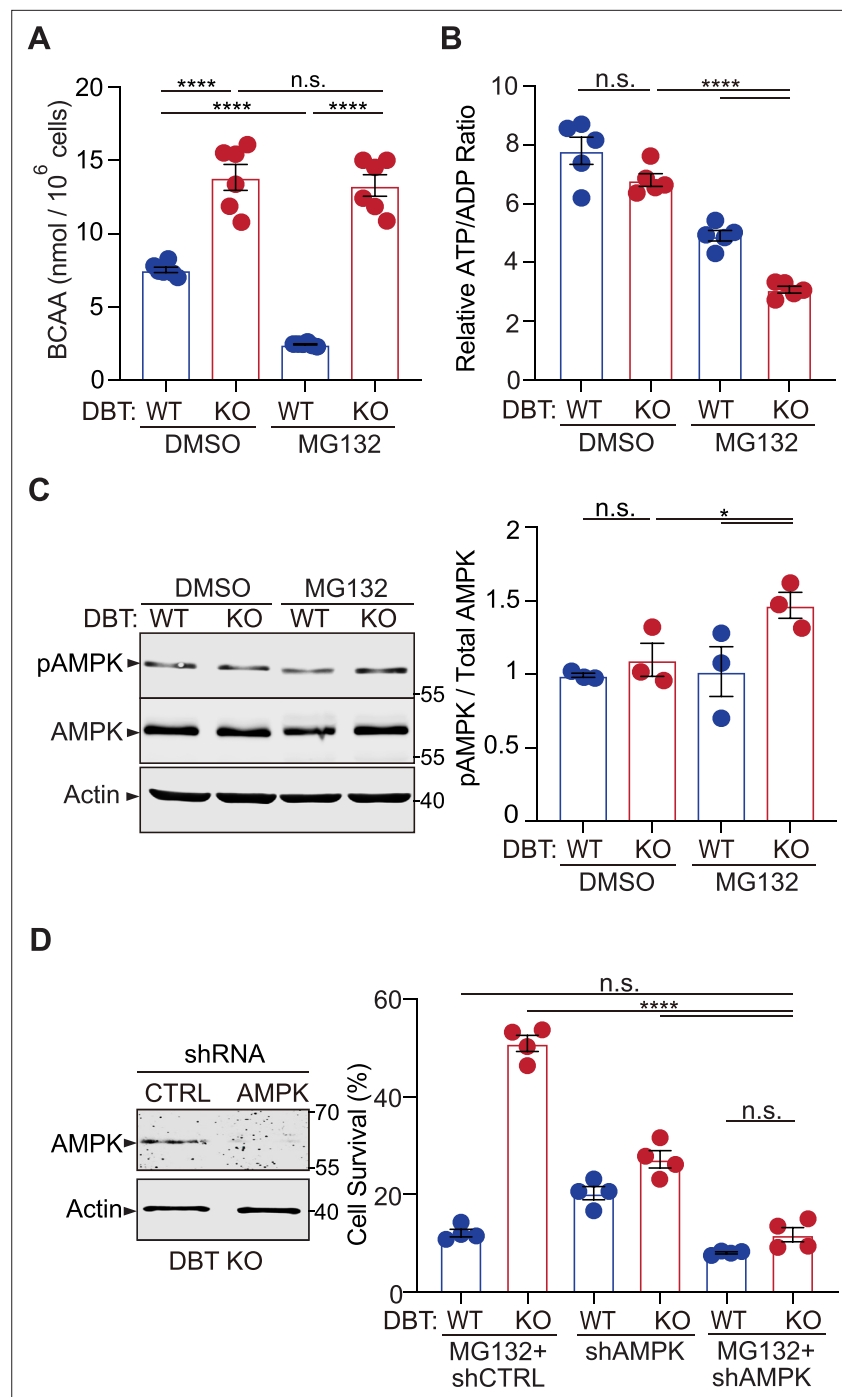 A
BCAA (nmol / 10^6 cells)
20
15
10
5
0
**** n.s.
**** ****
DBT: WT KO WT KO
DMSO MG132
B
Relative ATP/ADP Ratio
10
8
6
4
2
0
n.s. ****
DBT: WT KO WT KO
DMSO MG132
C
DMSO MG132
DBT: WT KO WT KO
pAMPK
55
AMPK
55
Actin
40
pAMPK / Total AMPK
2
1.5
1
0.5
0
n.s. *
DBT: WT KO WT KO
DMSO MG132
D
shRNA
CTRL AMPK
70
AMPK
55
Actin
40
DBT KO
Cell Survival (%)
60
40
20
0
n.s.
****
n.s.
DBT: WT KO WT KO WT KO
MG132+ shAMPK MG132+
shCTRL shAMPK